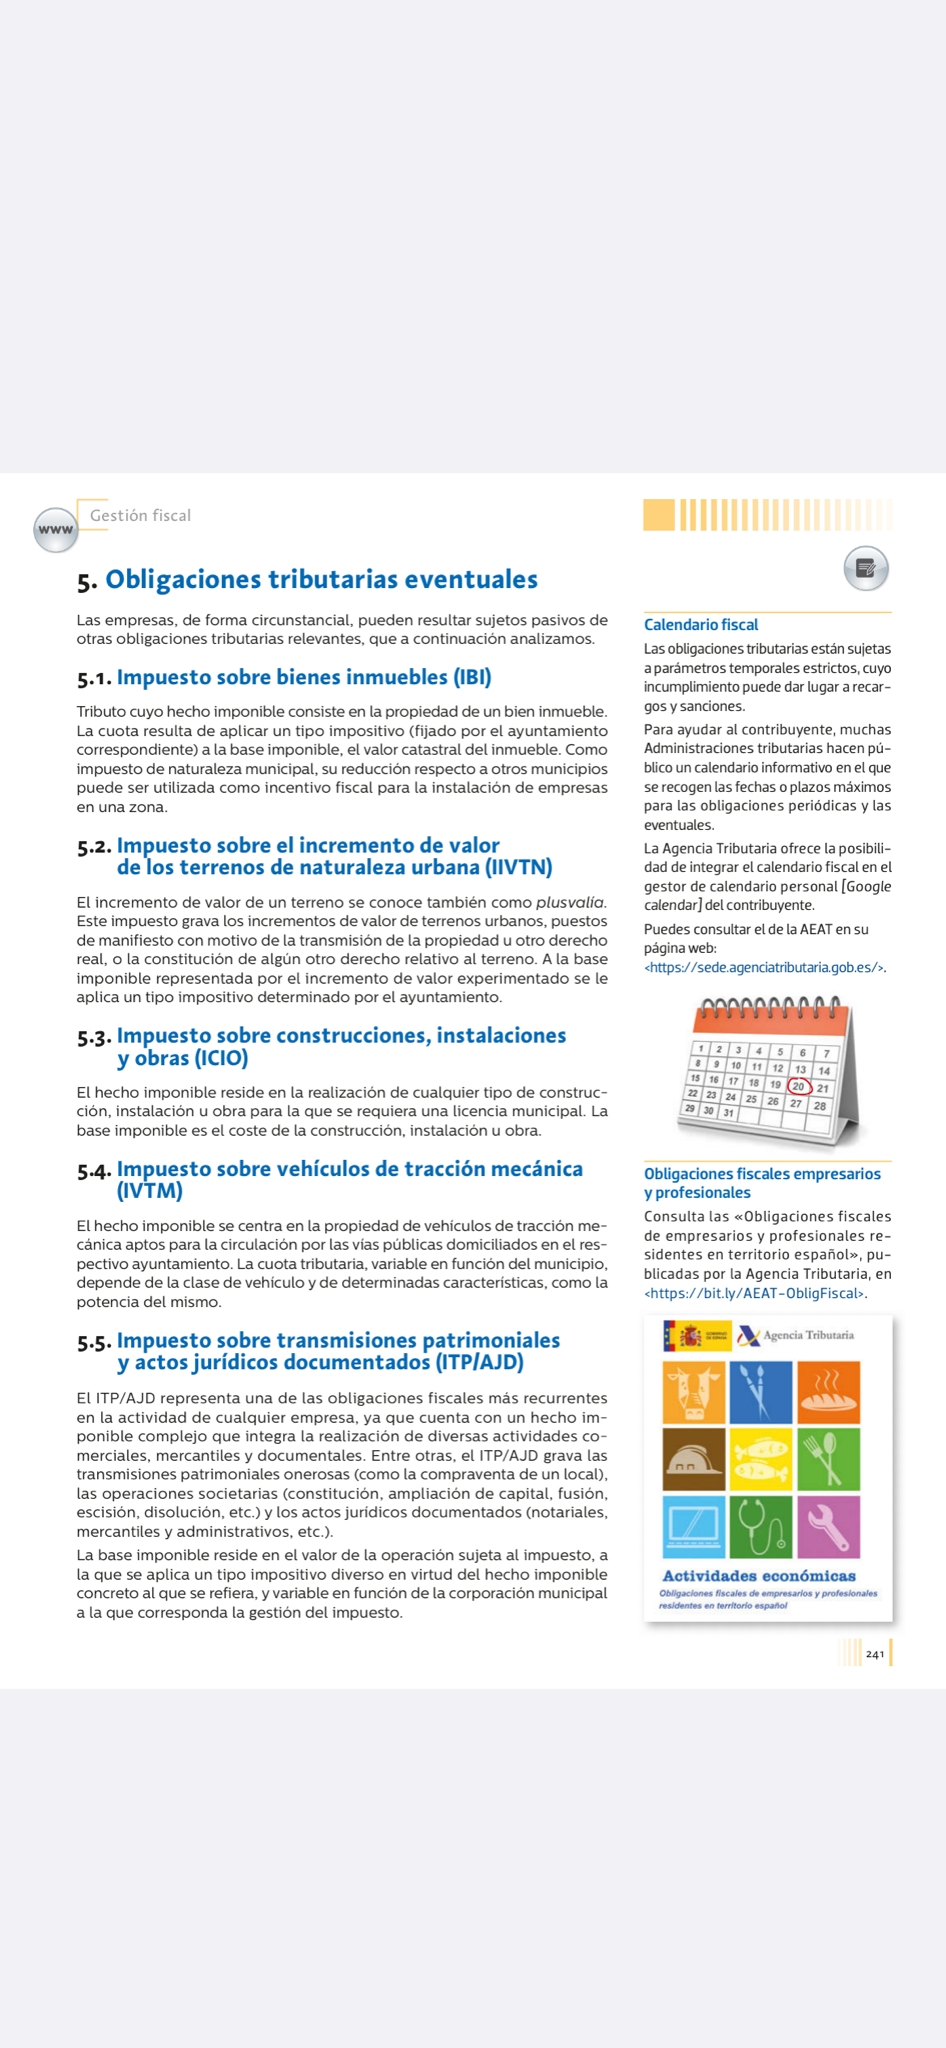 www
Gestión fiscal
5. Obligaciones tributarias eventuales
Las empresas, de forma circunstancial, pueden resultar sujetos pasivos de
otras obligaciones tributarias relevantes, que a continuación analizamos.
5.1. Impuesto sobre bienes inmuebles (IBI)
Tributo cuyo hecho imponible consiste en la propiedad de un bien inmueble.
La cuota resulta de aplicar un tipo impositivo (fijado por el ayuntamiento
correspondiente) a la base imponible, el valor catastral del inmueble. Como
impuesto de naturaleza municipal, su reducción respecto a otros municipios
puede ser utilizada como incentivo fiscal para la instalación de empresas
en una zona.
5.2. Impuesto sobre el incremento de valor
de los terrenos de naturaleza urbana (IIVTN)
El incremento de valor de un terreno se conoce también como plusvalía.
Este impuesto grava los incrementos de valor de terrenos urbanos, puestos
de manifiesto con motivo de la transmisión de la propiedad u otro derecho
real, o la constitución de algún otro derecho relativo al terreno. A la base
imponible representada por el incremento de valor experimentado se le
aplica un tipo impositivo determinado por el ayuntamiento.
5.3. Impuesto sobre construcciones, instalaciones
y obras (ICIO)
El hecho imponible reside en la realización de cualquier tipo de construc-
ción, instalación u obra para la que se requiera una licencia municipal. La
base imponible es el coste de la construcción, instalación u obra.
5.4. Impuesto sobre vehículos de tracción mecánica
(IVTM)
El hecho imponible se centra en la propiedad de vehículos de tracción me-
cánica aptos para la circulación por las vías públicas domiciliados en el res-
pectivo ayuntamiento. La cuota tributaria, variable en función del municipio,
depende de la clase de vehículo y de determinadas características, como la
potencia del mismo.
5.5. Impuesto sobre transmisiones patrimoniales
y actos jurídicos documentados (ITP/AJD)
El ITP/AJD representa una de las obligaciones fiscales más recurrentes
en la actividad de cualquier empresa, ya que cuenta con un hecho im-
ponible complejo que integra la realización de diversas actividades co-
merciales, mercantiles y documentales. Entre otras, el ITP/AJD grava las
transmisiones patrimoniales onerosas (como la compraventa de un local),
las operaciones societarias (constitución, ampliación de capital, fusión,
escisión, disolución, etc.) y los actos jurídicos documentados (notariales,
mercantiles y administrativos, etc.).
La base imponible reside en el valor de la operación sujeta al impuesto, a
la que se aplica un tipo impositivo diverso en virtud del hecho imponible
concreto al que se refiera, y variable en función de la corporación municipal
a la que corresponda la gestión del impuesto.
Calendario fiscal
Las obligaciones tributarias están sujetas
a parámetros temporales estrictos, cuyo
incumplimiento puede dar lugar a recar-
gos y sanciones.
Para ayudar al contribuyente, muchas
Administraciones tributarias hacen pú-
blico un calendario informativo en el que
se recogen las fechas o plazos máximos
para las obligaciones periódicas y las
eventuales.
La Agencia Tributaria ofrece la posibili-
dad de integrar el calendario fiscal en el
gestor de calendario personal [Google
calendar] del contribuyente.
Puedes consultar el de la AEAT en su
página web:
<https://sede.agenciatributaria.gob.es/>.
1 2 3 4 5 6 7
8 9 10 11 12 13 14
15 16 17 18 19 20 21
22 23 24 25 26 27 28
29 30 31
Obligaciones fiscales empresarios
y profesionales
Consulta las «Obligaciones fiscales
de empresarios y profesionales re-
sidentes en territorio español», pu-
blicadas por la Agencia Tributaria, en
<https://bit.ly/AEAT-ObligFiscal>.
GOBIERNO
DE ESPAÑA
Agencia Tributaria
Actividades económicas
Obligaciones fiscales de empresarios y profesionales
residentes en territorio español
241